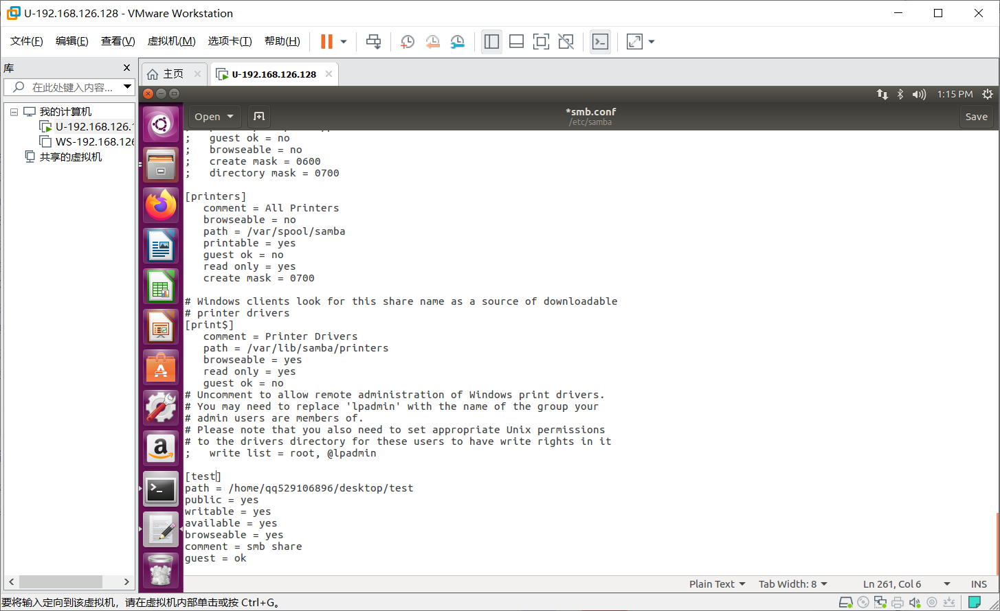 U-192.168.126.128 - VMware Workstation
文件(F) 编辑(E) 查看(V) 虚拟机(M) 选项卡(T) 帮助(H)
库
主页
U-192.168.126.128
在此处键入内容...
我的计算机
U-192.168.126.1
WS-192.168.126
共享的虚拟机
1:15 PM
Open
*smb.conf
/etc/samba
Save
;   guest ok = no
;   browseable = no
;   create mask = 0600
;   directory mask = 0700
[printers]
   comment = All Printers
   browseable = no
   path = /var/spool/samba
   printable = yes
   guest ok = no
   read only = yes
   create mask = 0700
# Windows clients look for this share name as a source of downloadable
# printer drivers
[print$]
   comment = Printer Drivers
   path = /var/lib/samba/printers
   browseable = yes
   read only = yes
   guest ok = no
# Uncomment to allow remote administration of Windows print drivers.
# You may need to replace 'lpadmin' with the name of the group your
# admin users are members of.
# Please note that you also need to set appropriate Unix permissions
# to the drivers directory for these users to have write rights in it
;   write list = root, @lpadmin
[test]
path = /home/qq529106896/desktop/test
public = yes
writable = yes
available = yes
browseable = yes
comment = smb share
guest = ok
Plain Text Tab Width: 8 Ln 261, Col 6 INS
要将输入定向到该虚拟机，请在虚拟机内部单击或按 Ctrl+G。